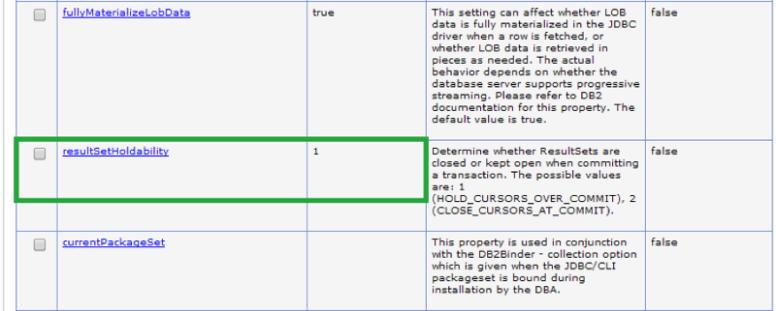 fullyMaterializeLobData true This setting can affect whether LOB false
data is fully materialized in the JDBC
driver when a row is fetched, or
whether LOB data is retrieved in
pieces as needed. The actual
behavior depends on whether the
database server supports progressive
streaming. Please refer to DB2
documentation for this property. The
default value is true.
resultSetHoldability 1 Determine whether ResultSets are false
closed or kept open when committing
a transaction. The possible values
are: 1
(HOLD_CURSORS_OVER_COMMIT), 2
(CLOSE_CURSORS_AT_COMMIT).
currentPackageSet This property is used in conjunction false
with the DB2Binder - collection option
which is given when the JDBC/CLI
packageset is bound during
installation by the DBA.